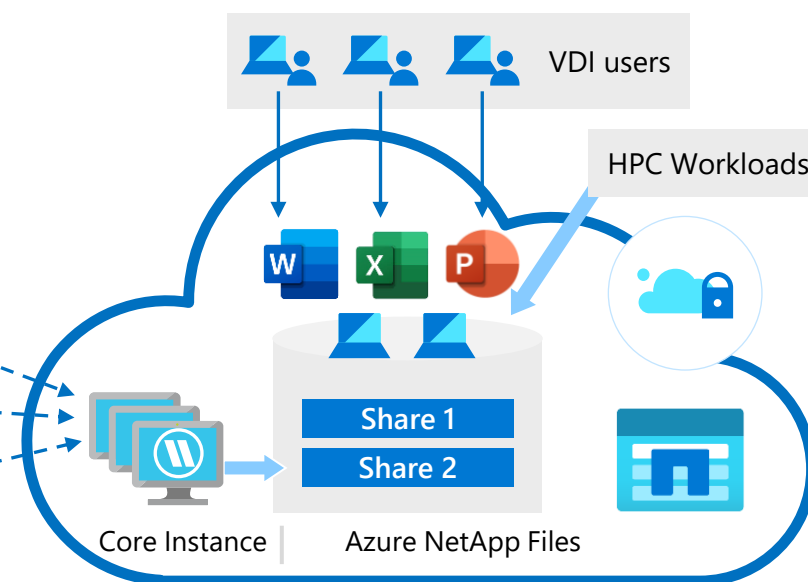 VDI users
HPC Workloads
W
X
P
Share 1
Share 2
Core Instance
Azure NetApp Files